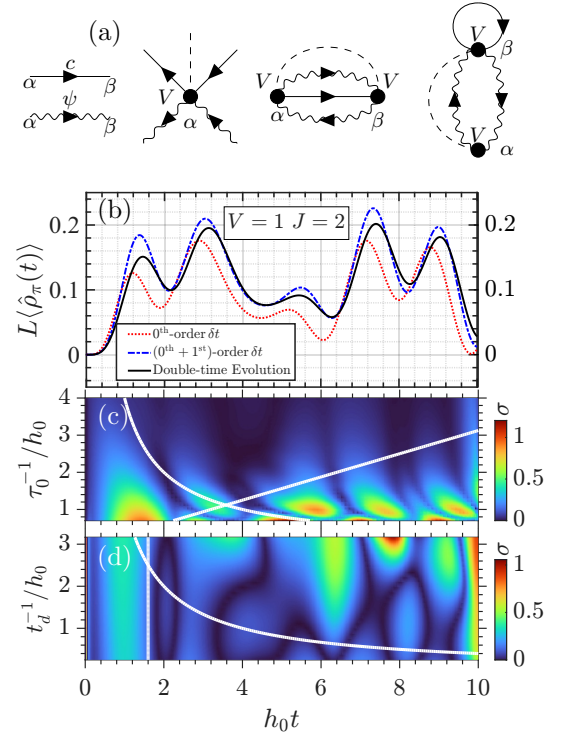 (a)
c
α β
ψ
α β
V
α
V V
α β
β
V
V
α
(b)
V = 1 J = 2
L⟨ρ̂_π(t)⟩
0.2
0.1
0
0.2
0.1
0
0ᵗʰ-order δt
(0ᵗʰ + 1ˢᵗ)-order δt
Double-time Evolution
(c)
τ₀⁻¹/h₀
4
3
2
1
σ
1
0.5
0
(d)
t_d⁻¹/h₀
3
2
1
σ
1
0.5
0
0 2 4 6 8 10
h₀t